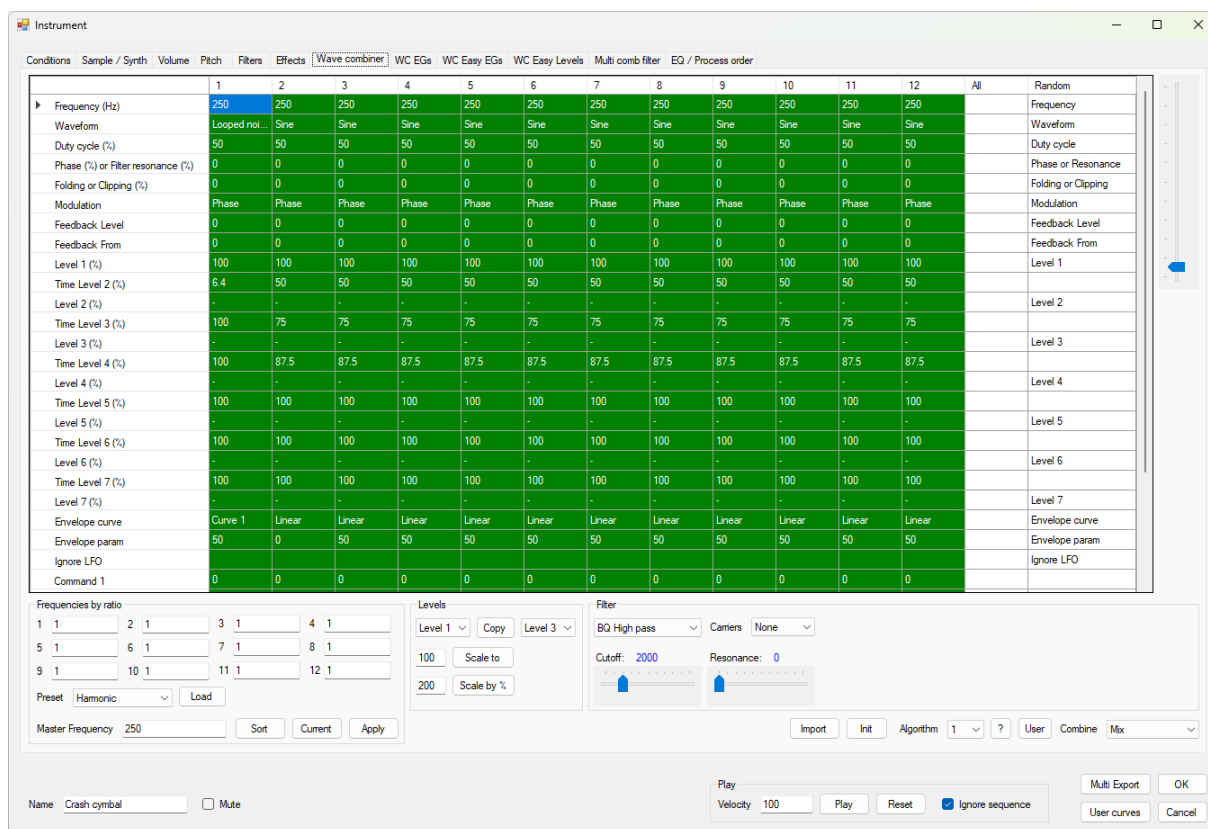 Instrument
Conditions Sample / Synth Volume Pitch Filters Effects Wave combiner WC EGs WC Easy EGs WC Easy Levels Multi comb filter EQ / Process order
1 2 3 4 5 6 7 8 9 10 11 12 All Random
Frequency (Hz) 250 250 250 250 250 250 250 250 250 250 250 250 Frequency
Waveform Looped noi... Sine Sine Sine Sine Sine Sine Sine Sine Sine Sine Sine Waveform
Duty cycle (%) 50 50 50 50 50 50 50 50 50 50 50 50 Duty cycle
Phase (%) or Filter resonance (%) 0 0 0 0 0 0 0 0 0 0 0 0 Phase or Resonance
Folding or Clipping (%) 0 0 0 0 0 0 0 0 0 0 0 0 Folding or Clipping
Modulation Phase Phase Phase Phase Phase Phase Phase Phase Phase Phase Phase Phase Modulation
Feedback Level 0 0 0 0 0 0 0 0 0 0 0 0 Feedback Level
Feedback From 0 0 0 0 0 0 0 0 0 0 0 0 Feedback From
Level 1 (%) 100 100 100 100 100 100 100 100 100 100 100 100 Level 1
Time Level 2 (%) 6.4 50 50 50 50 50 50 50 50 50 50 50
Level 2 (%) - - - - - - - - - - - - Level 2
Time Level 3 (%) 100 75 75 75 75 75 75 75 75 75 75 75
Level 3 (%) - - - - - - - - - - - - Level 3
Time Level 4 (%) 100 87.5 87.5 87.5 87.5 87.5 87.5 87.5 87.5 87.5 87.5 87.5
Level 4 (%) - - - - - - - - - - - - Level 4
Time Level 5 (%) 100 100 100 100 100 100 100 100 100 100 100 100
Level 5 (%) - - - - - - - - - - - - Level 5
Time Level 6 (%) 100 100 100 100 100 100 100 100 100 100 100 100
Level 6 (%) - - - - - - - - - - - - Level 6
Time Level 7 (%) 100 100 100 100 100 100 100 100 100 100 100 100
Level 7 (%) - - - - - - - - - - - - Level 7
Envelope curve Curve 1 Linear Linear Linear Linear Linear Linear Linear Linear Linear Linear Linear Envelope curve
Envelope param 50 0 50 50 50 50 50 50 50 50 50 50 Envelope param
Ignore LFO Ignore LFO
Command 1 0 0 0 0 0 0 0 0 0 0 0 0
Frequencies by ratio Levels Filter
1 1 2 1 3 1 4 1 Level 1 Copy Level 3 BQ High pass Carriers None
5 1 6 1 7 1 8 1 100 Scale to Cutoff: 2000 Resonance: 0
9 1 10 1 11 1 12 1 200 Scale by %
Preset Harmonic Load
Master Frequency 250 Sort Current Apply Import Init Algorithm 1 ? User Combine Mix
Play Multi Export OK
Name Crash cymbal Mute Velocity 100 Play Reset Ignore sequence User curves Cancel